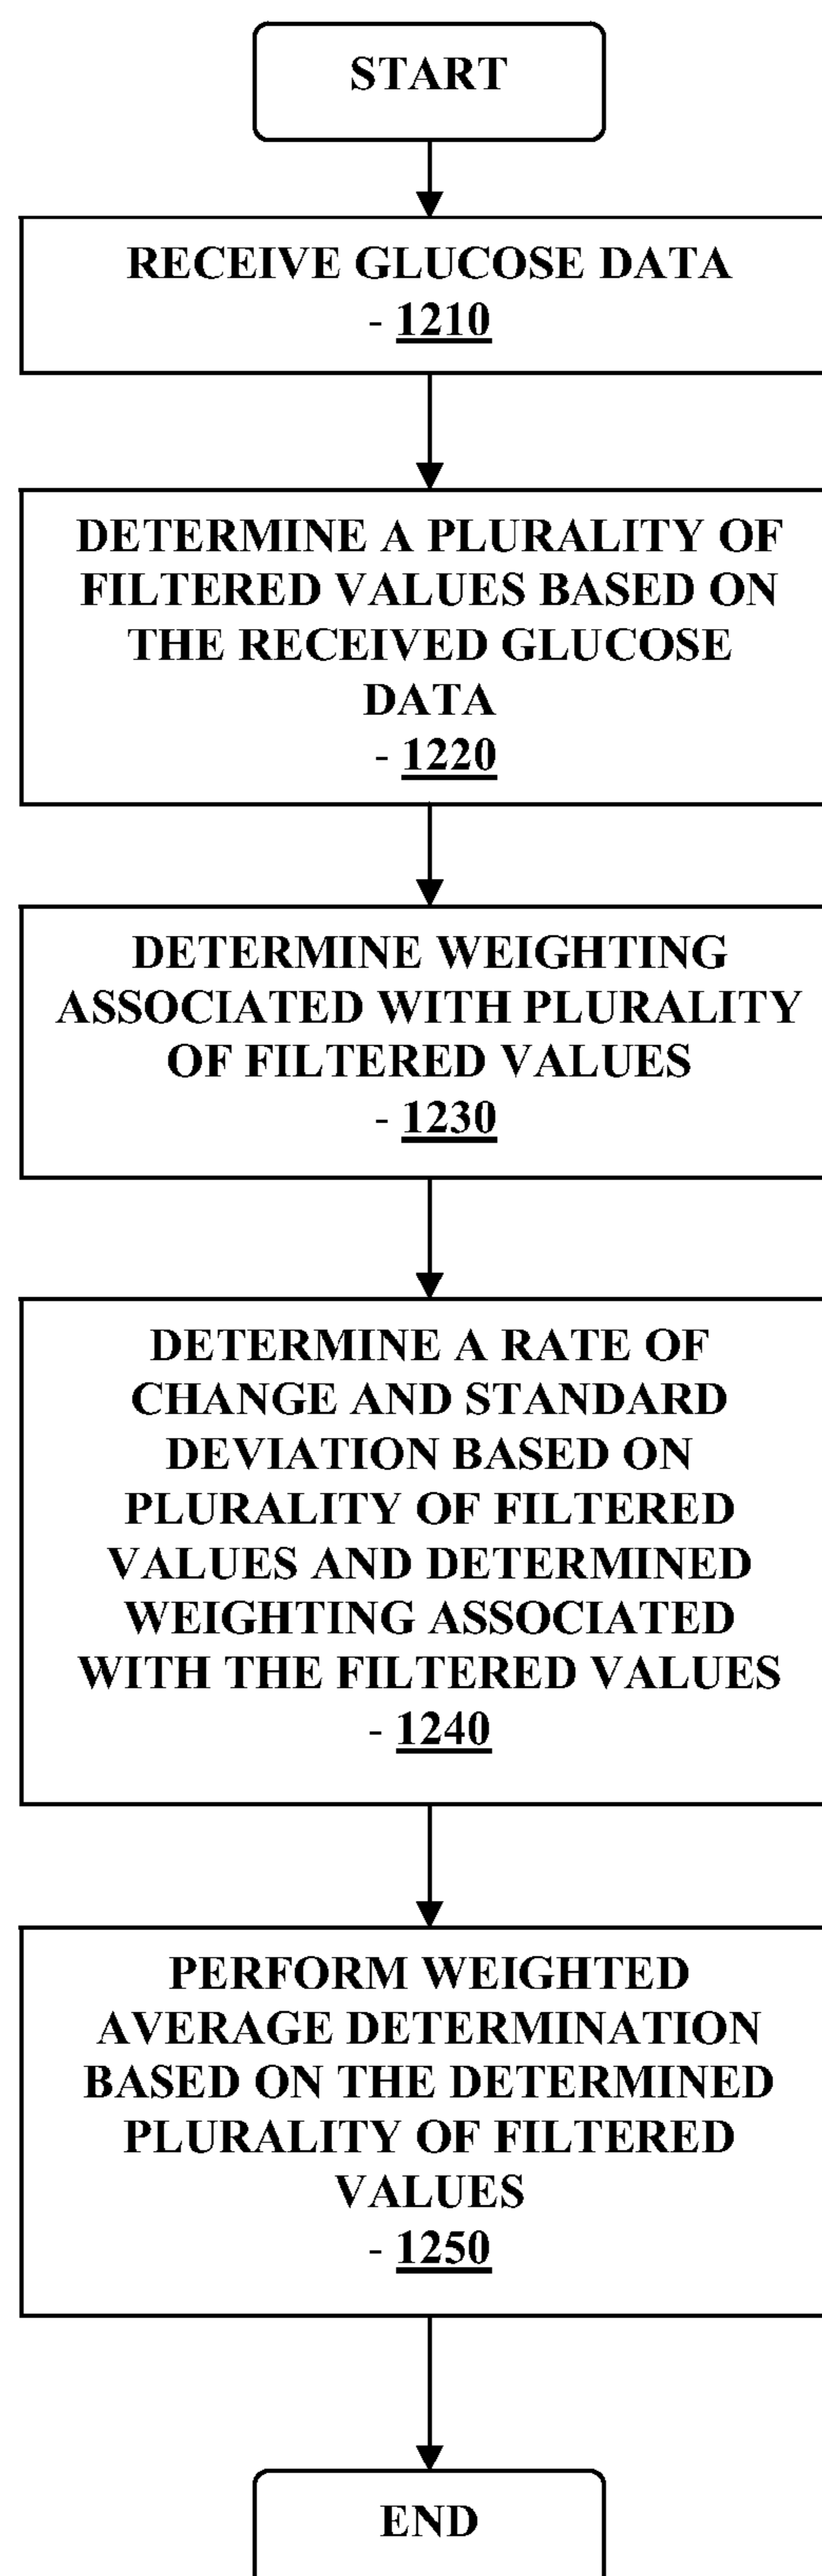 START
RECEIVE GLUCOSE DATA
- 1210
DETERMINE A PLURALITY OF
FILTERED VALUES BASED ON
THE RECEIVED GLUCOSE
DATA
- 1220
DETERMINE WEIGHTING
ASSOCIATED WITH PLURALITY
OF FILTERED VALUES
- 1230
DETERMINE A RATE OF
CHANGE AND STANDARD
DEVIATION BASED ON
PLURALITY OF FILTERED
VALUES AND DETERMINED
WEIGHTING ASSOCIATED
WITH THE FILTERED VALUES
- 1240
PERFORM WEIGHTED
AVERAGE DETERMINATION
BASED ON THE DETERMINED
PLURALITY OF FILTERED
VALUES
- 1250
END